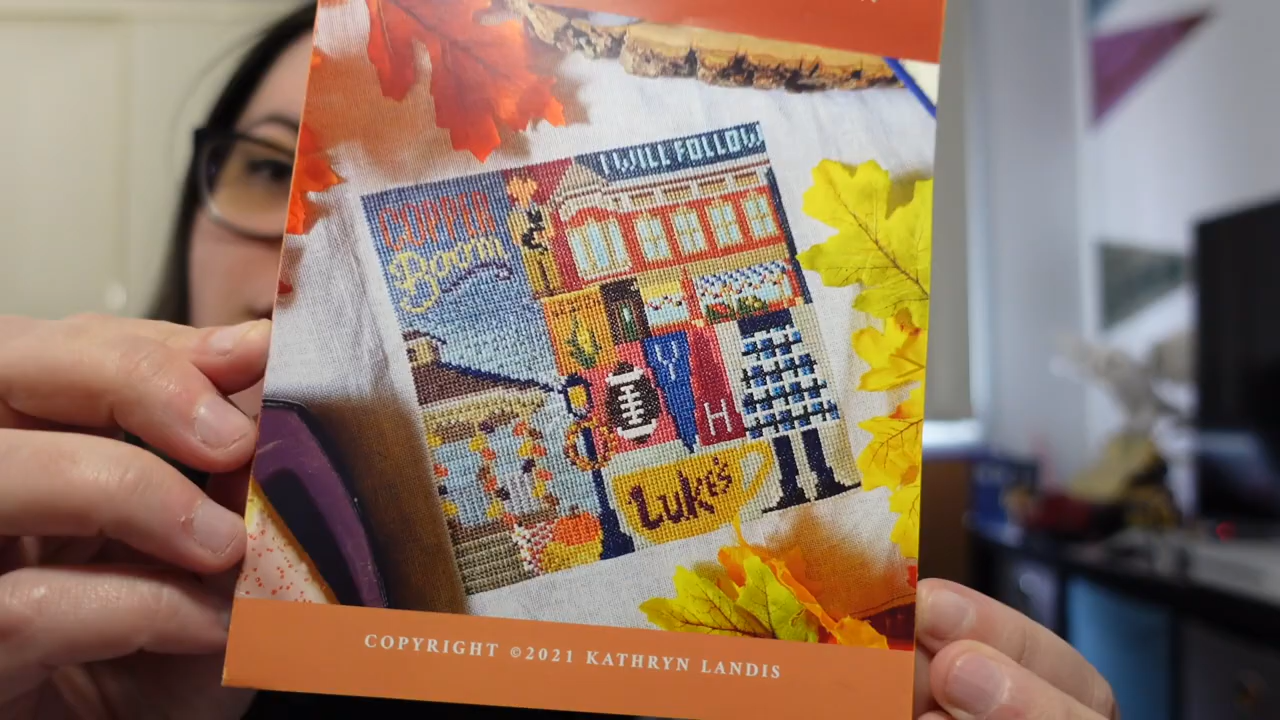 I WILL FOLLOW
COPPER
Boom
Y
H
Luke's
COPYRIGHT ©2021 KATHRYN LANDIS